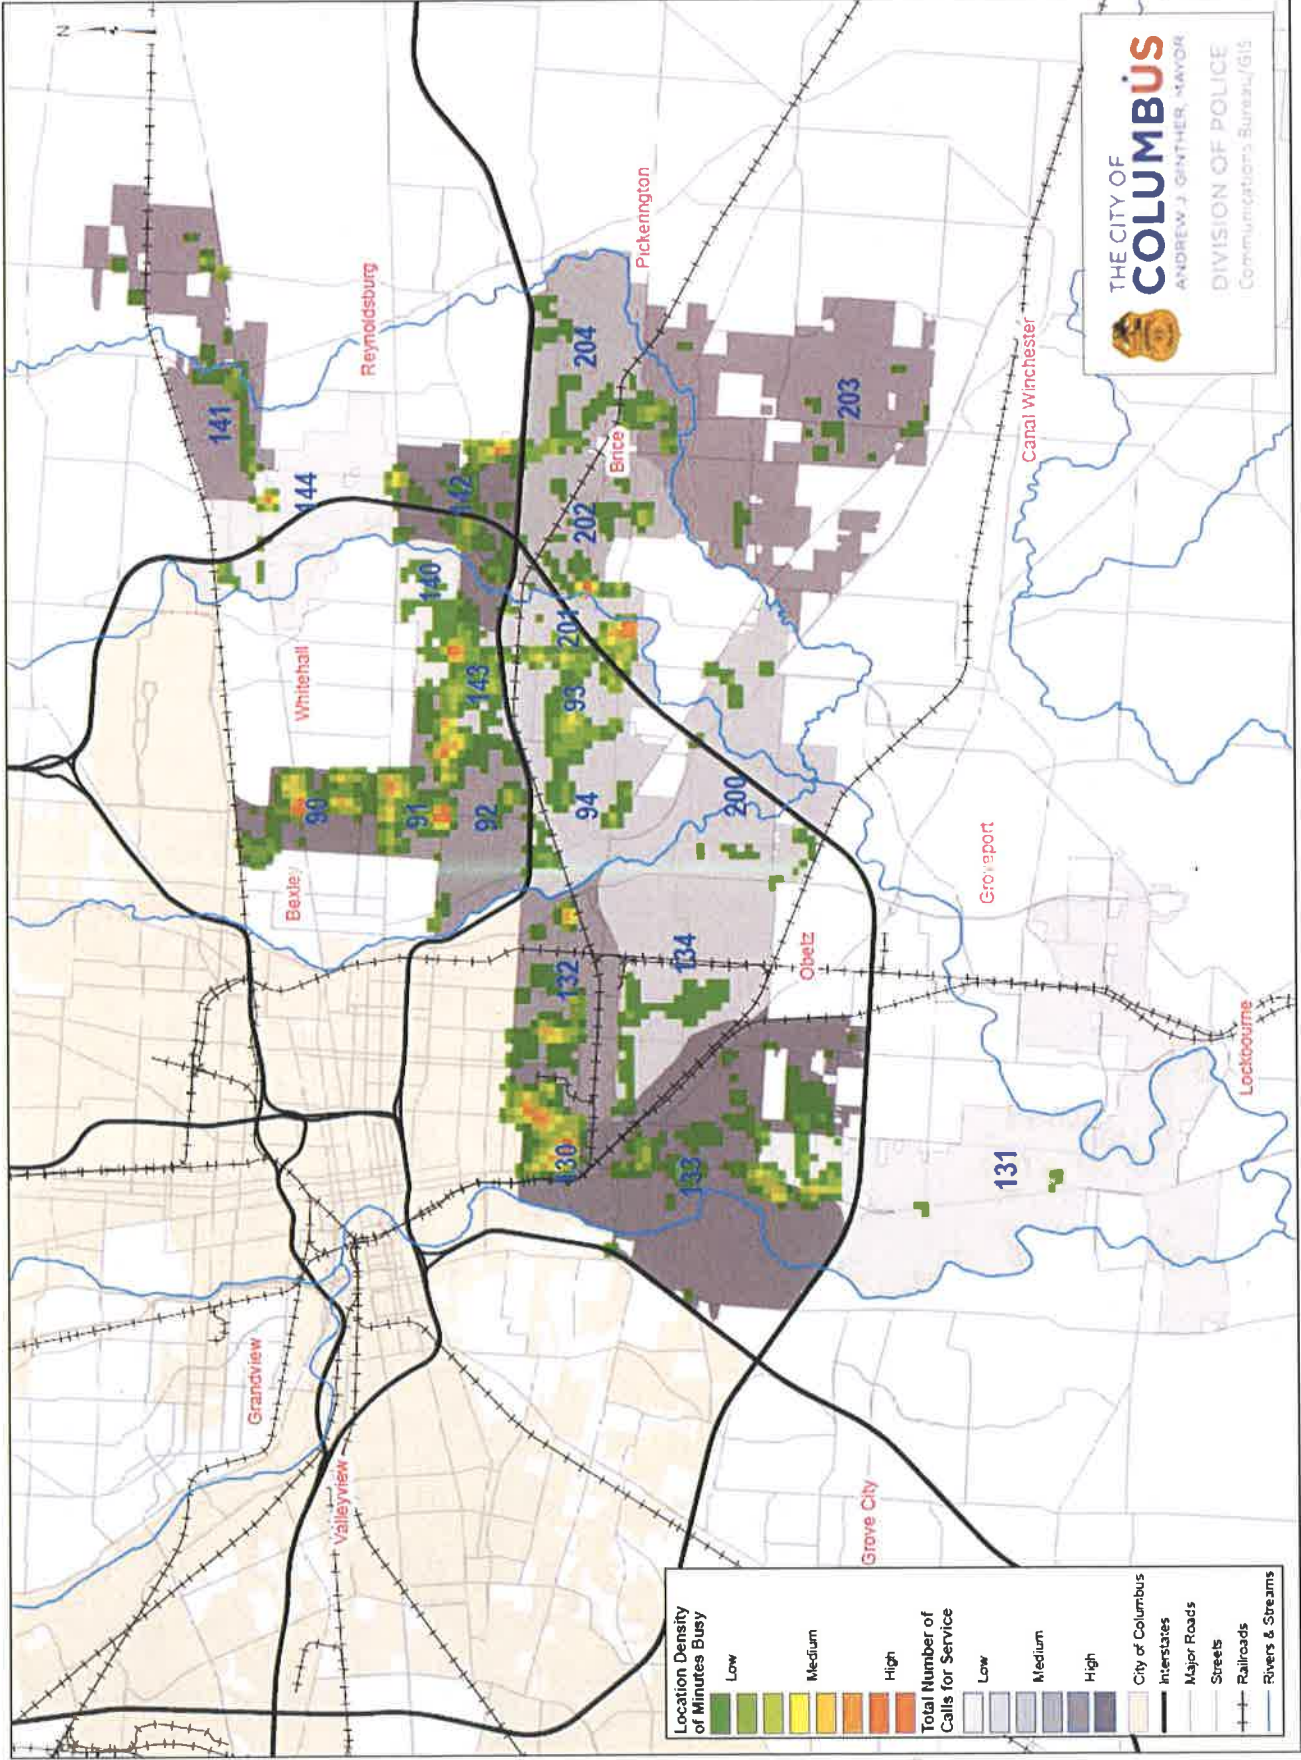 N
Reynoldsburg
Pickerington
141
144
142
204
203
Brice
202
140
201
Whitehall
143
93
90
91
92
94
200
Bexley
Canal Winchester
Groveport
132
134
Obetz
130
133
131
Lockbourne
Grandview
Valleyview
Grove City
THE CITY OF
COLUMBUS
ANDREW J. GINTHER, MAYOR
DIVISION OF POLICE
Communications Bureau/GIS
Location Density
of Minutes Busy
Low
Medium
High
Total Number of
Calls for Service
Low
Medium
High
City of Columbus
Interstates
Major Roads
Streets
Railroads
Rivers & Streams